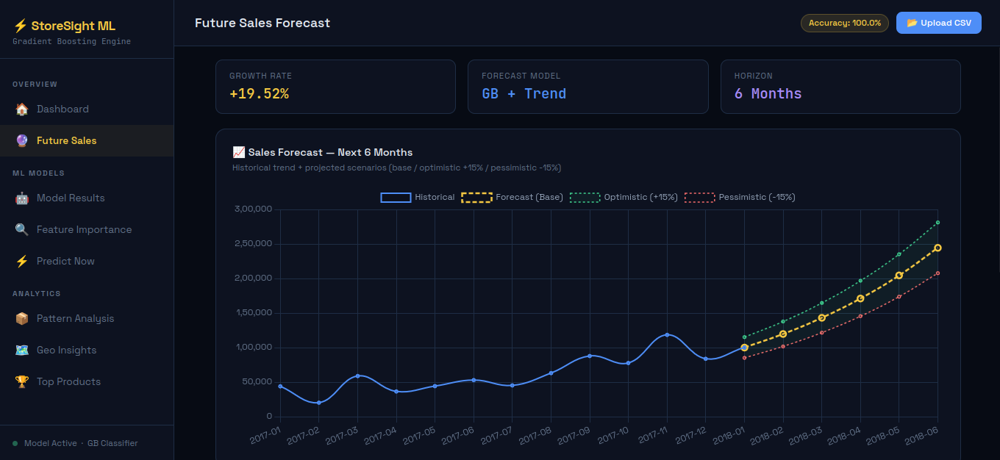 ⚡ StoreSight ML
Gradient Boosting Engine
OVERVIEW
🏠 Dashboard
🔮 Future Sales
ML MODELS
🤖 Model Results
🔍 Feature Importance
⚡ Predict Now
ANALYTICS
📦 Pattern Analysis
🗺️ Geo Insights
🏆 Top Products
Model Active · GB Classifier
Future Sales Forecast
Accuracy: 100.0%
📂 Upload CSV
GROWTH RATE
+19.52%
FORECAST MODEL
GB + Trend
HORIZON
6 Months
📈 Sales Forecast — Next 6 Months
Historical trend + projected scenarios (base / optimistic +15% / pessimistic -15%)
Historical Forecast (Base) Optimistic (+15%) Pessimistic (-15%)
3,00,000
2,50,000
2,00,000
1,50,000
1,00,000
50,000
0
2017-01 2017-02 2017-03 2017-04 2017-05 2017-06 2017-07 2017-08 2017-09 2017-10 2017-11 2017-12 2018-01 2018-02 2018-03 2018-04 2018-05 2018-06